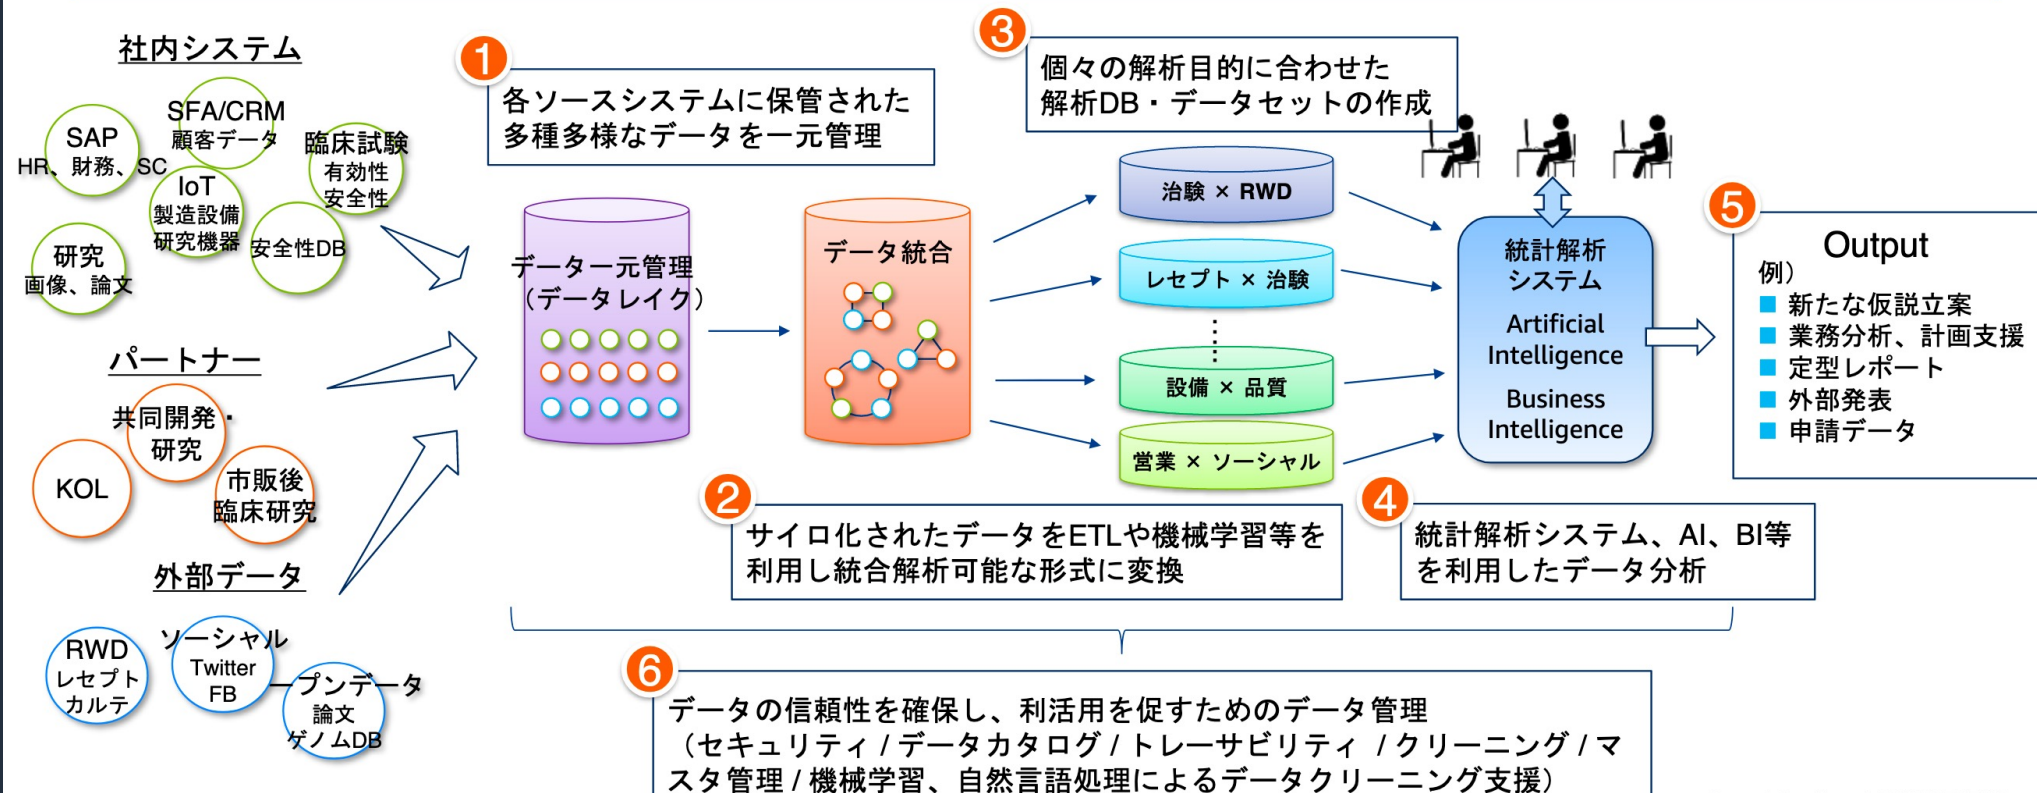 社内システム
SAP
HR、財務、SC
SFA/CRM
顧客データ
臨床試験
有効性
安全性
IoT
製造設備
研究機器
研究
画像、論文
安全性DB
パートナー
共同開発・
研究
KOL
市販後
臨床研究
外部データ
RWD
レセプト
カルテ
ソーシャル
Twitter
FB
ープンデータ
論文
ゲノムDB
1
各ソースシステムに保管された
多種多様なデータを一元管理
データ一元管理
（データレイク）
データ統合
2
サイロ化されたデータをETLや機械学習等を
利用し統合解析可能な形式に変換
3
個々の解析目的に合わせた
解析DB・データセットの作成
治験 × RWD
レセプト × 治験
設備 × 品質
営業 × ソーシャル
統計解析
システム
Artificial
Intelligence
Business
Intelligence
4
統計解析システム、AI、BI等
を利用したデータ分析
5
Output
例）
新たな仮説立案
業務分析、計画支援
定型レポート
外部発表
申請データ
6
データの信頼性を確保し、利活用を促すためのデータ管理
（セキュリティ / データカタログ / トレーサビリティ / クリーニング / マ
スタ管理 / 機械学習、自然言語処理によるデータクリーニング支援）